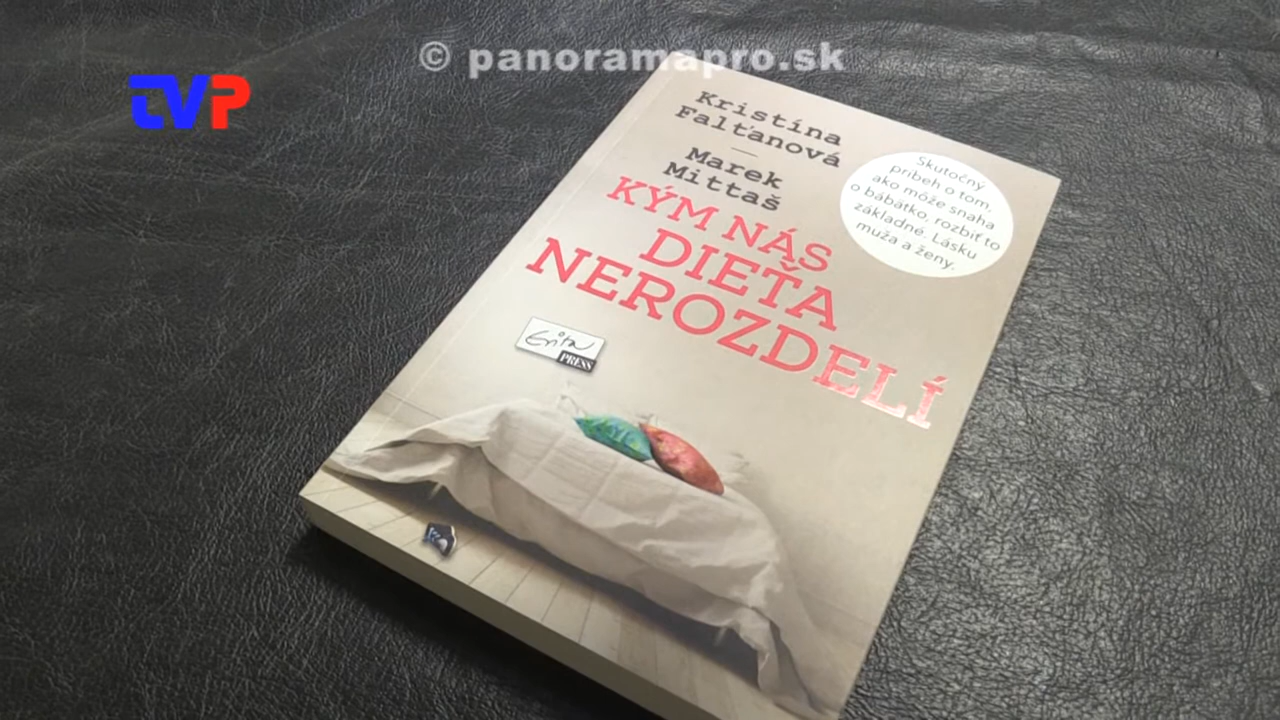 © panoramapro.sk
TVP
Kristína
Falťanová
Marek
Mittaš
Skutočný
príbeh o tom,
ako môže snaha
o bábätko, rozbiť to
základné. Lásku
muža a ženy.
KÝM NÁS
DIEŤA
NEROZDELÍ
Evita
PRESS